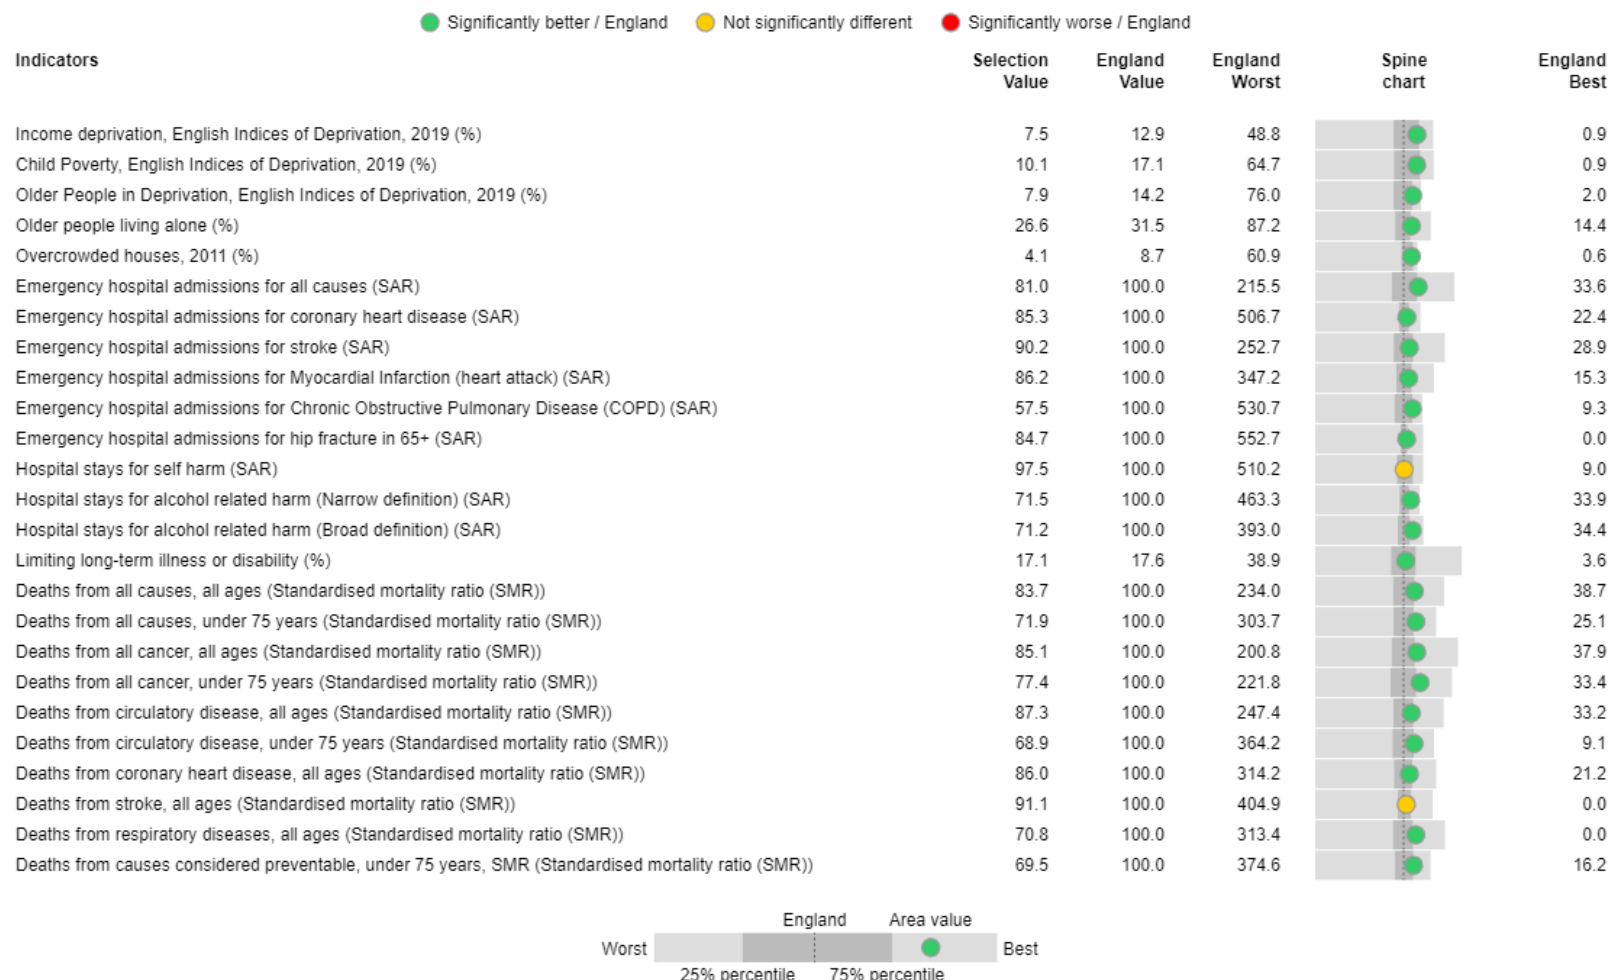 Significantly better / England Not significantly different Significantly worse / England
Indicators Selection Value England Value England Worst Spine chart England Best
Income deprivation, English Indices of Deprivation, 2019 (%) 7.5 12.9 48.8 0.9
Child Poverty, English Indices of Deprivation, 2019 (%) 10.1 17.1 64.7 0.9
Older People in Deprivation, English Indices of Deprivation, 2019 (%) 7.9 14.2 76.0 2.0
Older people living alone (%) 26.6 31.5 87.2 14.4
Overcrowded houses, 2011 (%) 4.1 8.7 60.9 0.6
Emergency hospital admissions for all causes (SAR) 81.0 100.0 215.5 33.6
Emergency hospital admissions for coronary heart disease (SAR) 85.3 100.0 506.7 22.4
Emergency hospital admissions for stroke (SAR) 90.2 100.0 252.7 28.9
Emergency hospital admissions for Myocardial Infarction (heart attack) (SAR) 86.2 100.0 347.2 15.3
Emergency hospital admissions for Chronic Obstructive Pulmonary Disease (COPD) (SAR) 57.5 100.0 530.7 9.3
Emergency hospital admissions for hip fracture in 65+ (SAR) 84.7 100.0 552.7 0.0
Hospital stays for self harm (SAR) 97.5 100.0 510.2 9.0
Hospital stays for alcohol related harm (Narrow definition) (SAR) 71.5 100.0 463.3 33.9
Hospital stays for alcohol related harm (Broad definition) (SAR) 71.2 100.0 393.0 34.4
Limiting long-term illness or disability (%) 17.1 17.6 38.9 3.6
Deaths from all causes, all ages (Standardised mortality ratio (SMR)) 83.7 100.0 234.0 38.7
Deaths from all causes, under 75 years (Standardised mortality ratio (SMR)) 71.9 100.0 303.7 25.1
Deaths from all cancer, all ages (Standardised mortality ratio (SMR)) 85.1 100.0 200.8 37.9
Deaths from all cancer, under 75 years (Standardised mortality ratio (SMR)) 77.4 100.0 221.8 33.4
Deaths from circulatory disease, all ages (Standardised mortality ratio (SMR)) 87.3 100.0 247.4 33.2
Deaths from circulatory disease, under 75 years (Standardised mortality ratio (SMR)) 68.9 100.0 364.2 9.1
Deaths from coronary heart disease, all ages (Standardised mortality ratio (SMR)) 86.0 100.0 314.2 21.2
Deaths from stroke, all ages (Standardised mortality ratio (SMR)) 91.1 100.0 404.9 0.0
Deaths from respiratory diseases, all ages (Standardised mortality ratio (SMR)) 70.8 100.0 313.4 0.0
Deaths from causes considered preventable, under 75 years, SMR (Standardised mortality ratio (SMR)) 69.5 100.0 374.6 16.2
England Area value
Worst Best
25% percentile 75% percentile